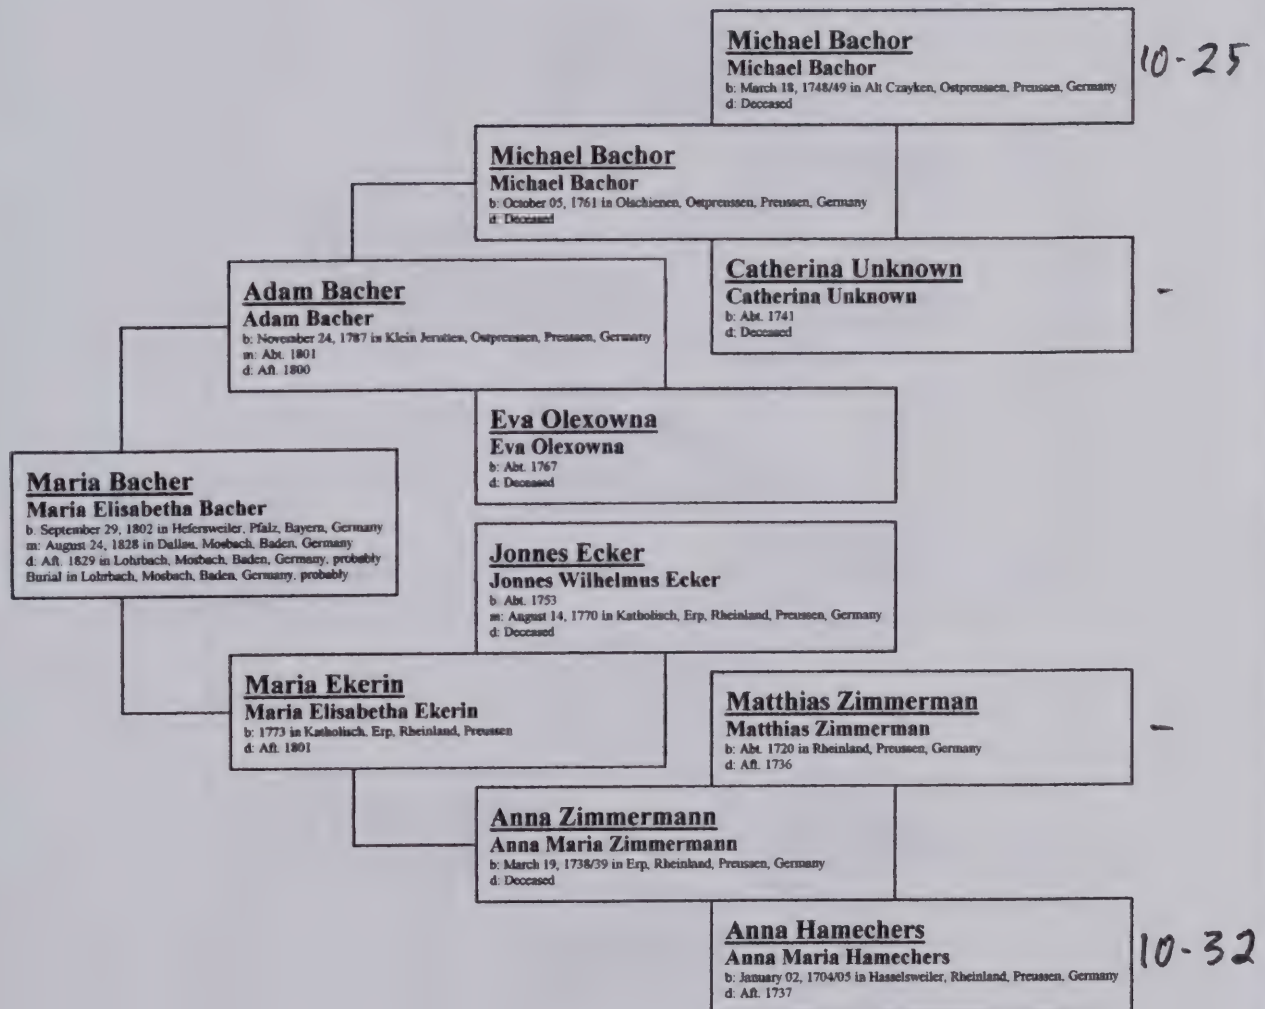 Michael Bachor
Michael Bachor
b: March 18, 1748/49 in Alt Czayken, Ostpreussen, Preussen, Germany
d: Deceased
10-25
Michael Bachor
Michael Bachor
b: October 05, 1761 in Olschienen, Ostpreussen, Preussen, Germany
d: Deceased
Catherina Unknown
Catherina Unknown
b: Abt. 1741
d: Deceased
-
Adam Bacher
Adam Bacher
b: November 24, 1787 in Klein Jerutten, Ostpreussen, Preussen, Germany
m: Abt. 1801
d: Aft. 1800
Eva Olexowna
Eva Olexowna
b: Abt. 1767
d: Deceased
Maria Bacher
Maria Elisabetha Bacher
b. September 29, 1802 in Hefersweiler, Pfalz, Bayern, Germany
m: August 24, 1828 in Dallau, Mosbach, Baden, Germany
d: Aft. 1829 in Lohrbach, Mosbach, Baden, Germany, probably
Burial in Lohrbach, Mosbach, Baden, Germany, probably
Jonnes Ecker
Jonnes Wilhelmus Ecker
b. Abt. 1753
m: August 14, 1770 in Katholisch, Erp, Rheinland, Preussen, Germany
d: Deceased
Maria Ekerin
Maria Elisabetha Ekerin
b: 1773 in Katholisch, Erp, Rheinland, Preussen
d: Aft. 1801
Matthias Zimmerman
Matthias Zimmerman
b: Abt. 1720 in Rheinland, Preussen, Germany
d: Aft. 1736
-
Anna Zimmermann
Anna Maria Zimmermann
b: March 19, 1738/39 in Erp, Rheinland, Preussen, Germany
d: Deceased
Anna Hamechers
Anna Maria Hamechers
b: January 02, 1704/05 in Hasselsweiler, Rheinland, Preussen, Germany
d: Aft. 1737
10-32